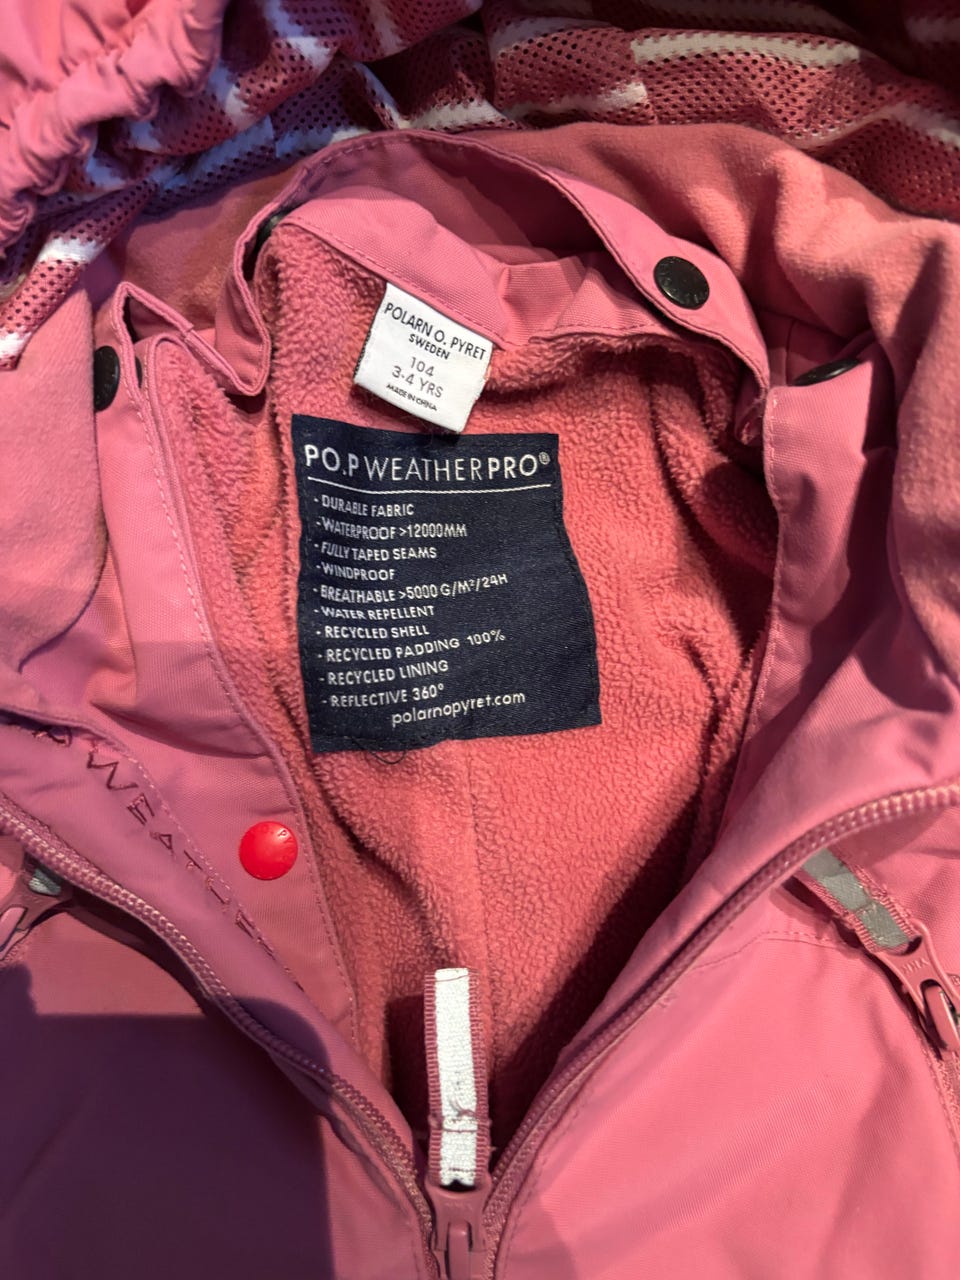 POLARN O. PYRET
SWEDEN
104
3-4 YRS
MADE IN CHINA
PO.P WEATHERPRO®
- DURABLE FABRIC
- WATERPROOF >12000MM
- FULLY TAPED SEAMS
- WINDPROOF
- BREATHABLE >5000 G/M²/24H
- WATER REPELLENT
- RECYCLED SHELL
- RECYCLED PADDING 100%
- RECYCLED LINING
- REFLECTIVE 360°
polarnopyret.com
WEATHE